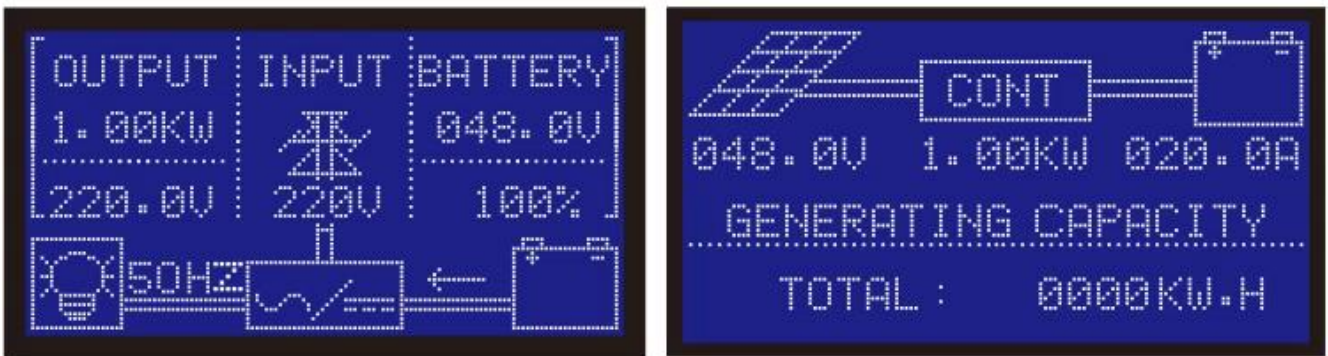 OUTPUT INPUT BATTERY
1.00KW 048.0V
220.0V 220V 100%
50HZ
CONT
048.0V 1.00KW 020.0A
GENERATING CAPACITY
TOTAL: 0000KW.H